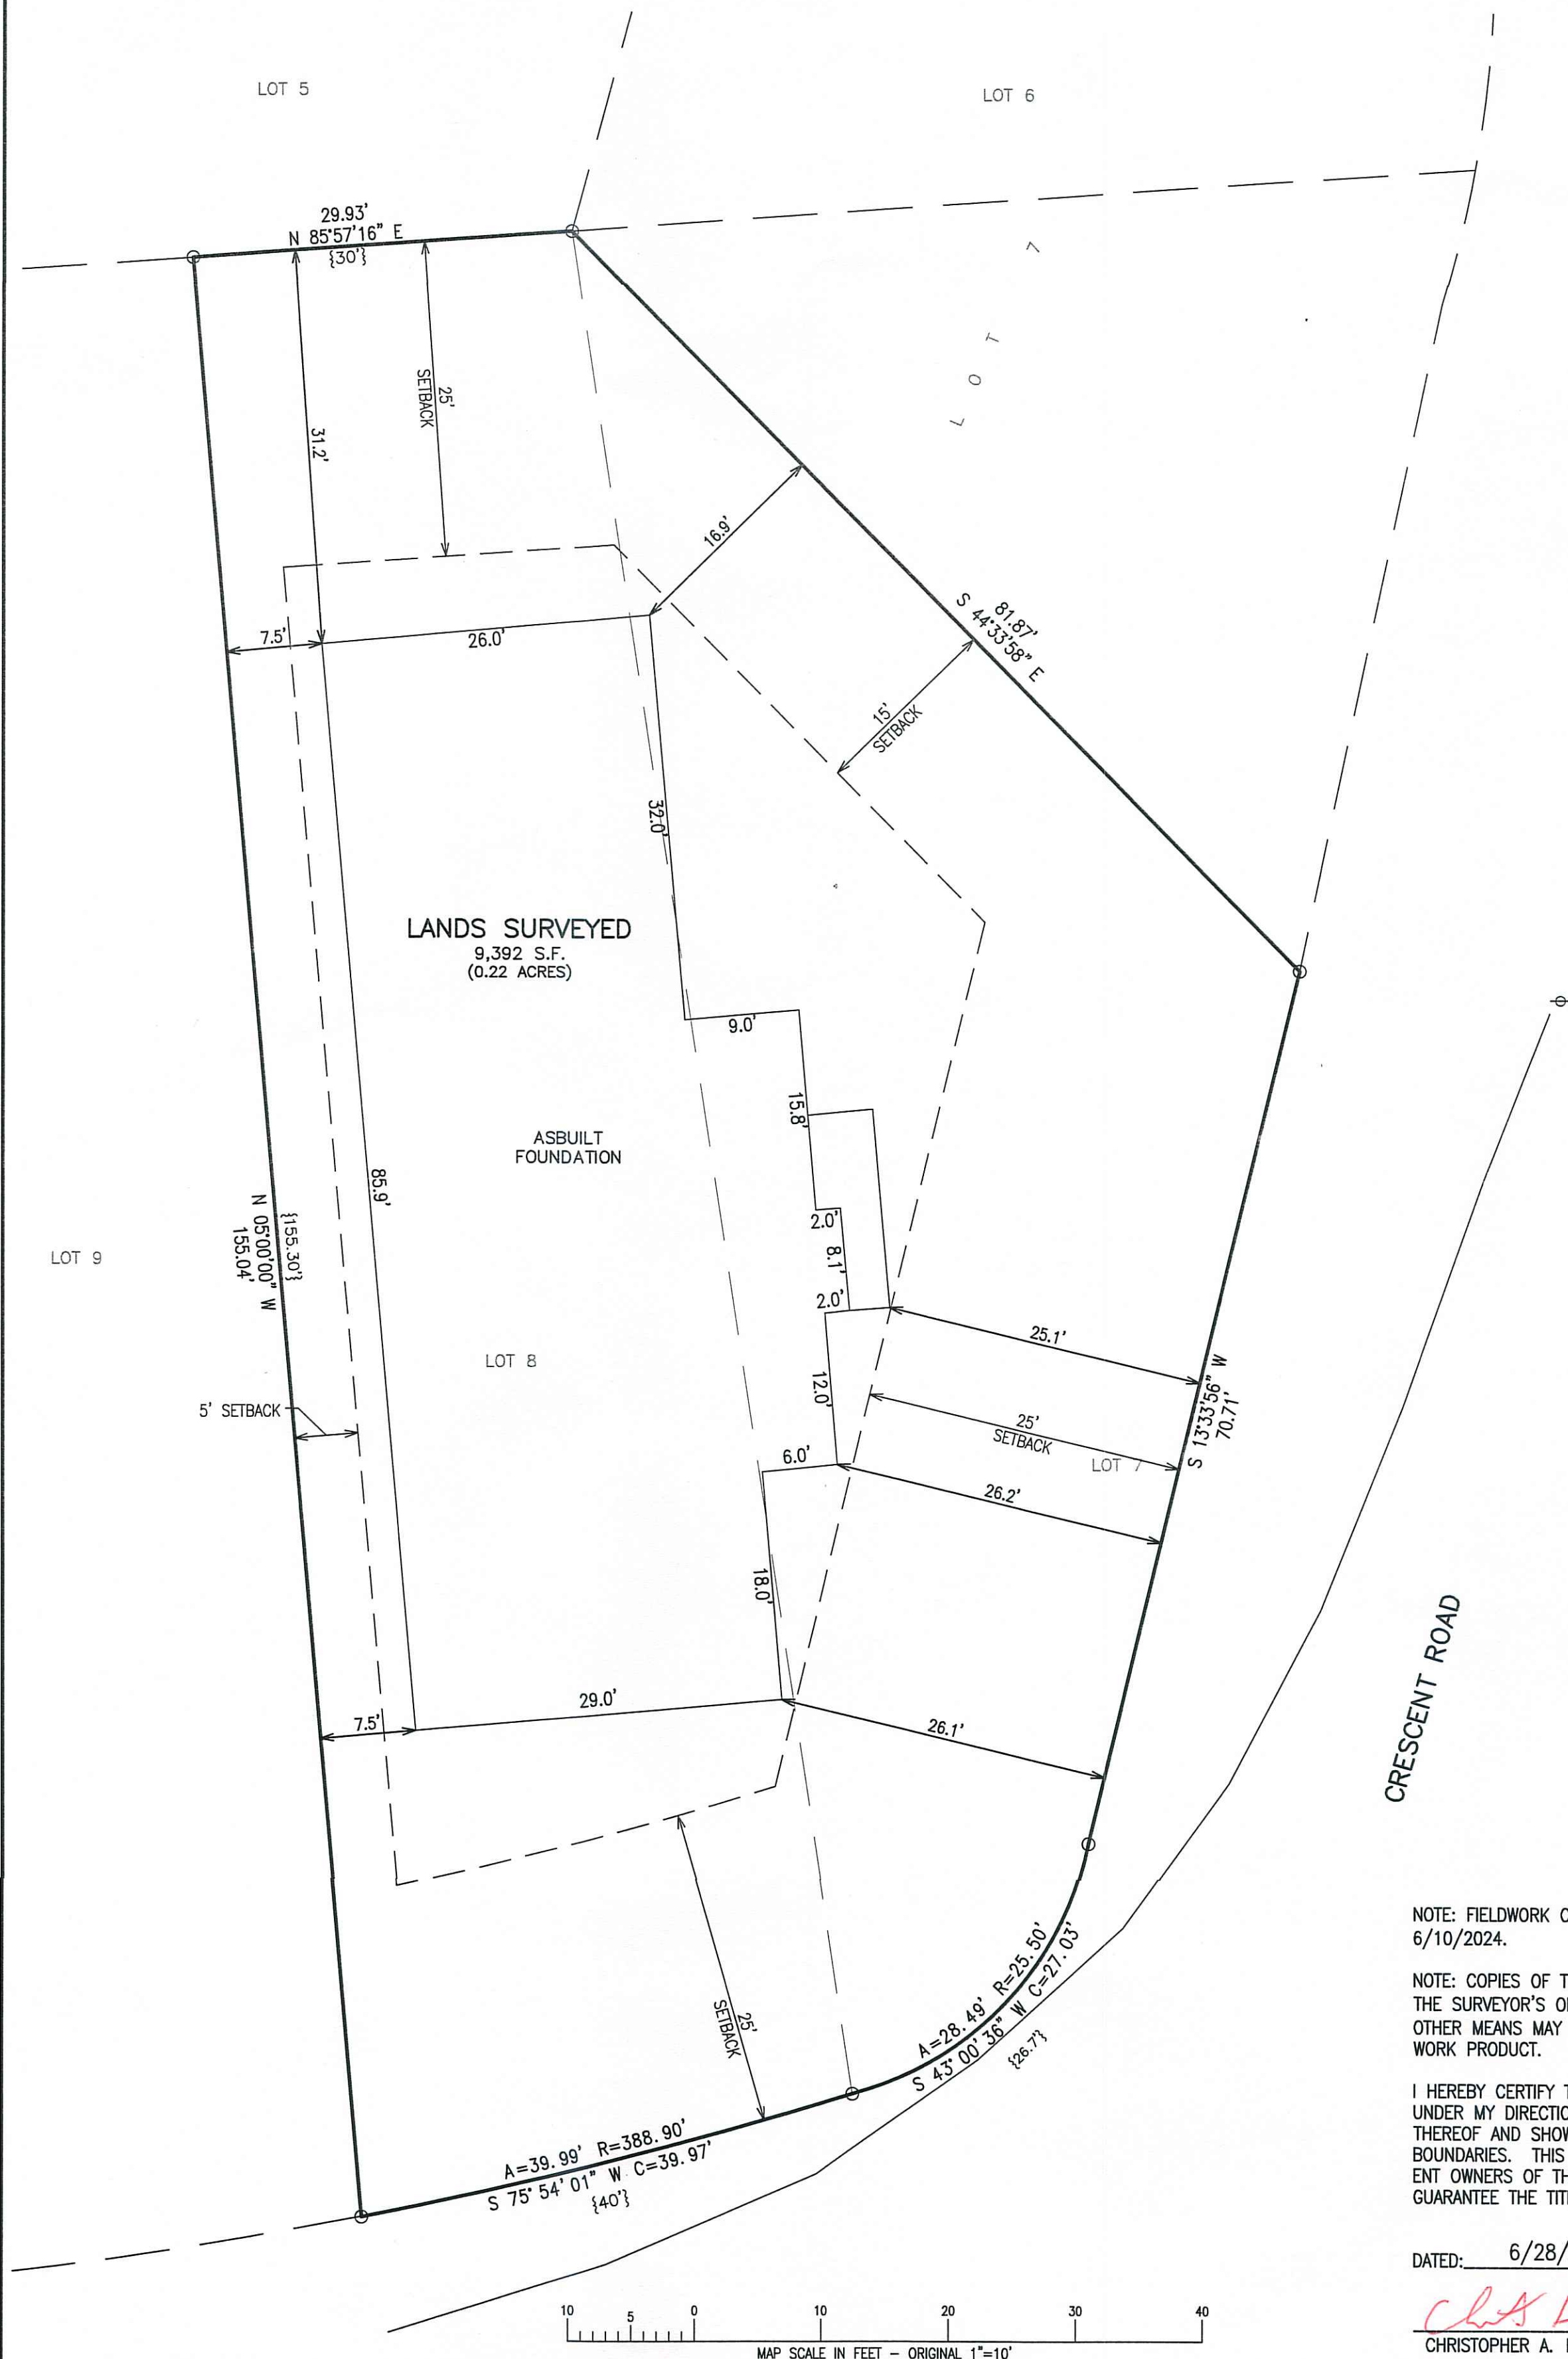 LOT 5
LOT 6
29.93'
N 85°57'16" E
{30'}
LOT 7
25'
SETBACK
31.2'
16.9'
81.87'
S 44°33'58" E
7.5'
26.0'
15'
SETBACK
32.0'
LANDS SURVEYED
9,392 S.F.
(0.22 ACRES)
9.0'
15.8'
ASBUILT
FOUNDATION
85.9'
{155.30'}
N 05°00'00" W
155.04'
2.0'
8.1'
LOT 9
2.0'
25.1'
LOT 8
12.0'
S 13°33'56" W
70.71'
5' SETBACK
25'
SETBACK
LOT 7
6.0'
26.2'
18.0'
CRESCENT ROAD
29.0'
7.5'
26.1'
25'
SETBACK
A=28.49' R=25.50'
S 43°00'36" W C=27.03'
{26.7'}
A=39.99' R=388.90'
S 75°54'01" W C=39.97'
{40'}
NOTE: FIELDWORK
6/10/2024.
NOTE: COPIES OF
THE SURVEYOR'S
OTHER MEANS MAY
WORK PRODUCT.
I HEREBY CERTIFY
UNDER MY
THEREOF AND
BOUNDARIES. THIS
ENT OWNERS OF
GUARANTEE THE
DATED: 6/28/
CHRISTOPHER A.
10 5 0 10 20 30 40
MAP SCALE IN FEET – ORIGINAL 1"=10'